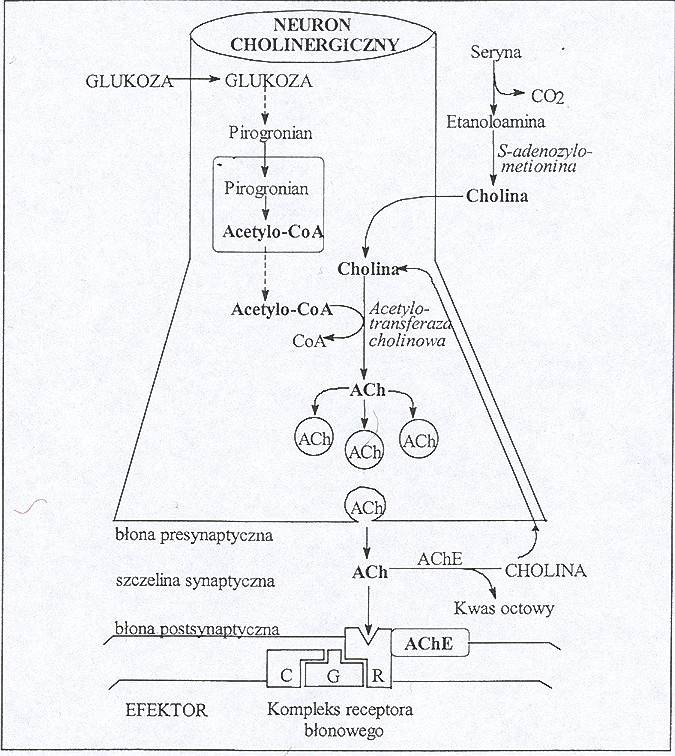 NEURON
CHOLINERGICZNY
GLUKOZA
GLUKOZA
Seryna
CO2
Pirogronian
Etanoloamina
S-adenozylo-
metionina
Pirogronian
Cholina
Acetylo-CoA
Cholina
Acetylo-CoA
Acetylo-
transferaza
cholinowa
CoA
ACh
ACh
ACh
ACh
ACh
błona presynaptyczna
AChE
ACh
CHOLINA
szczelina synaptyczna
Kwas octowy
błona postsynaptyczna
AChE
C
G
R
EFEKTOR
Kompleks receptora
błonowego